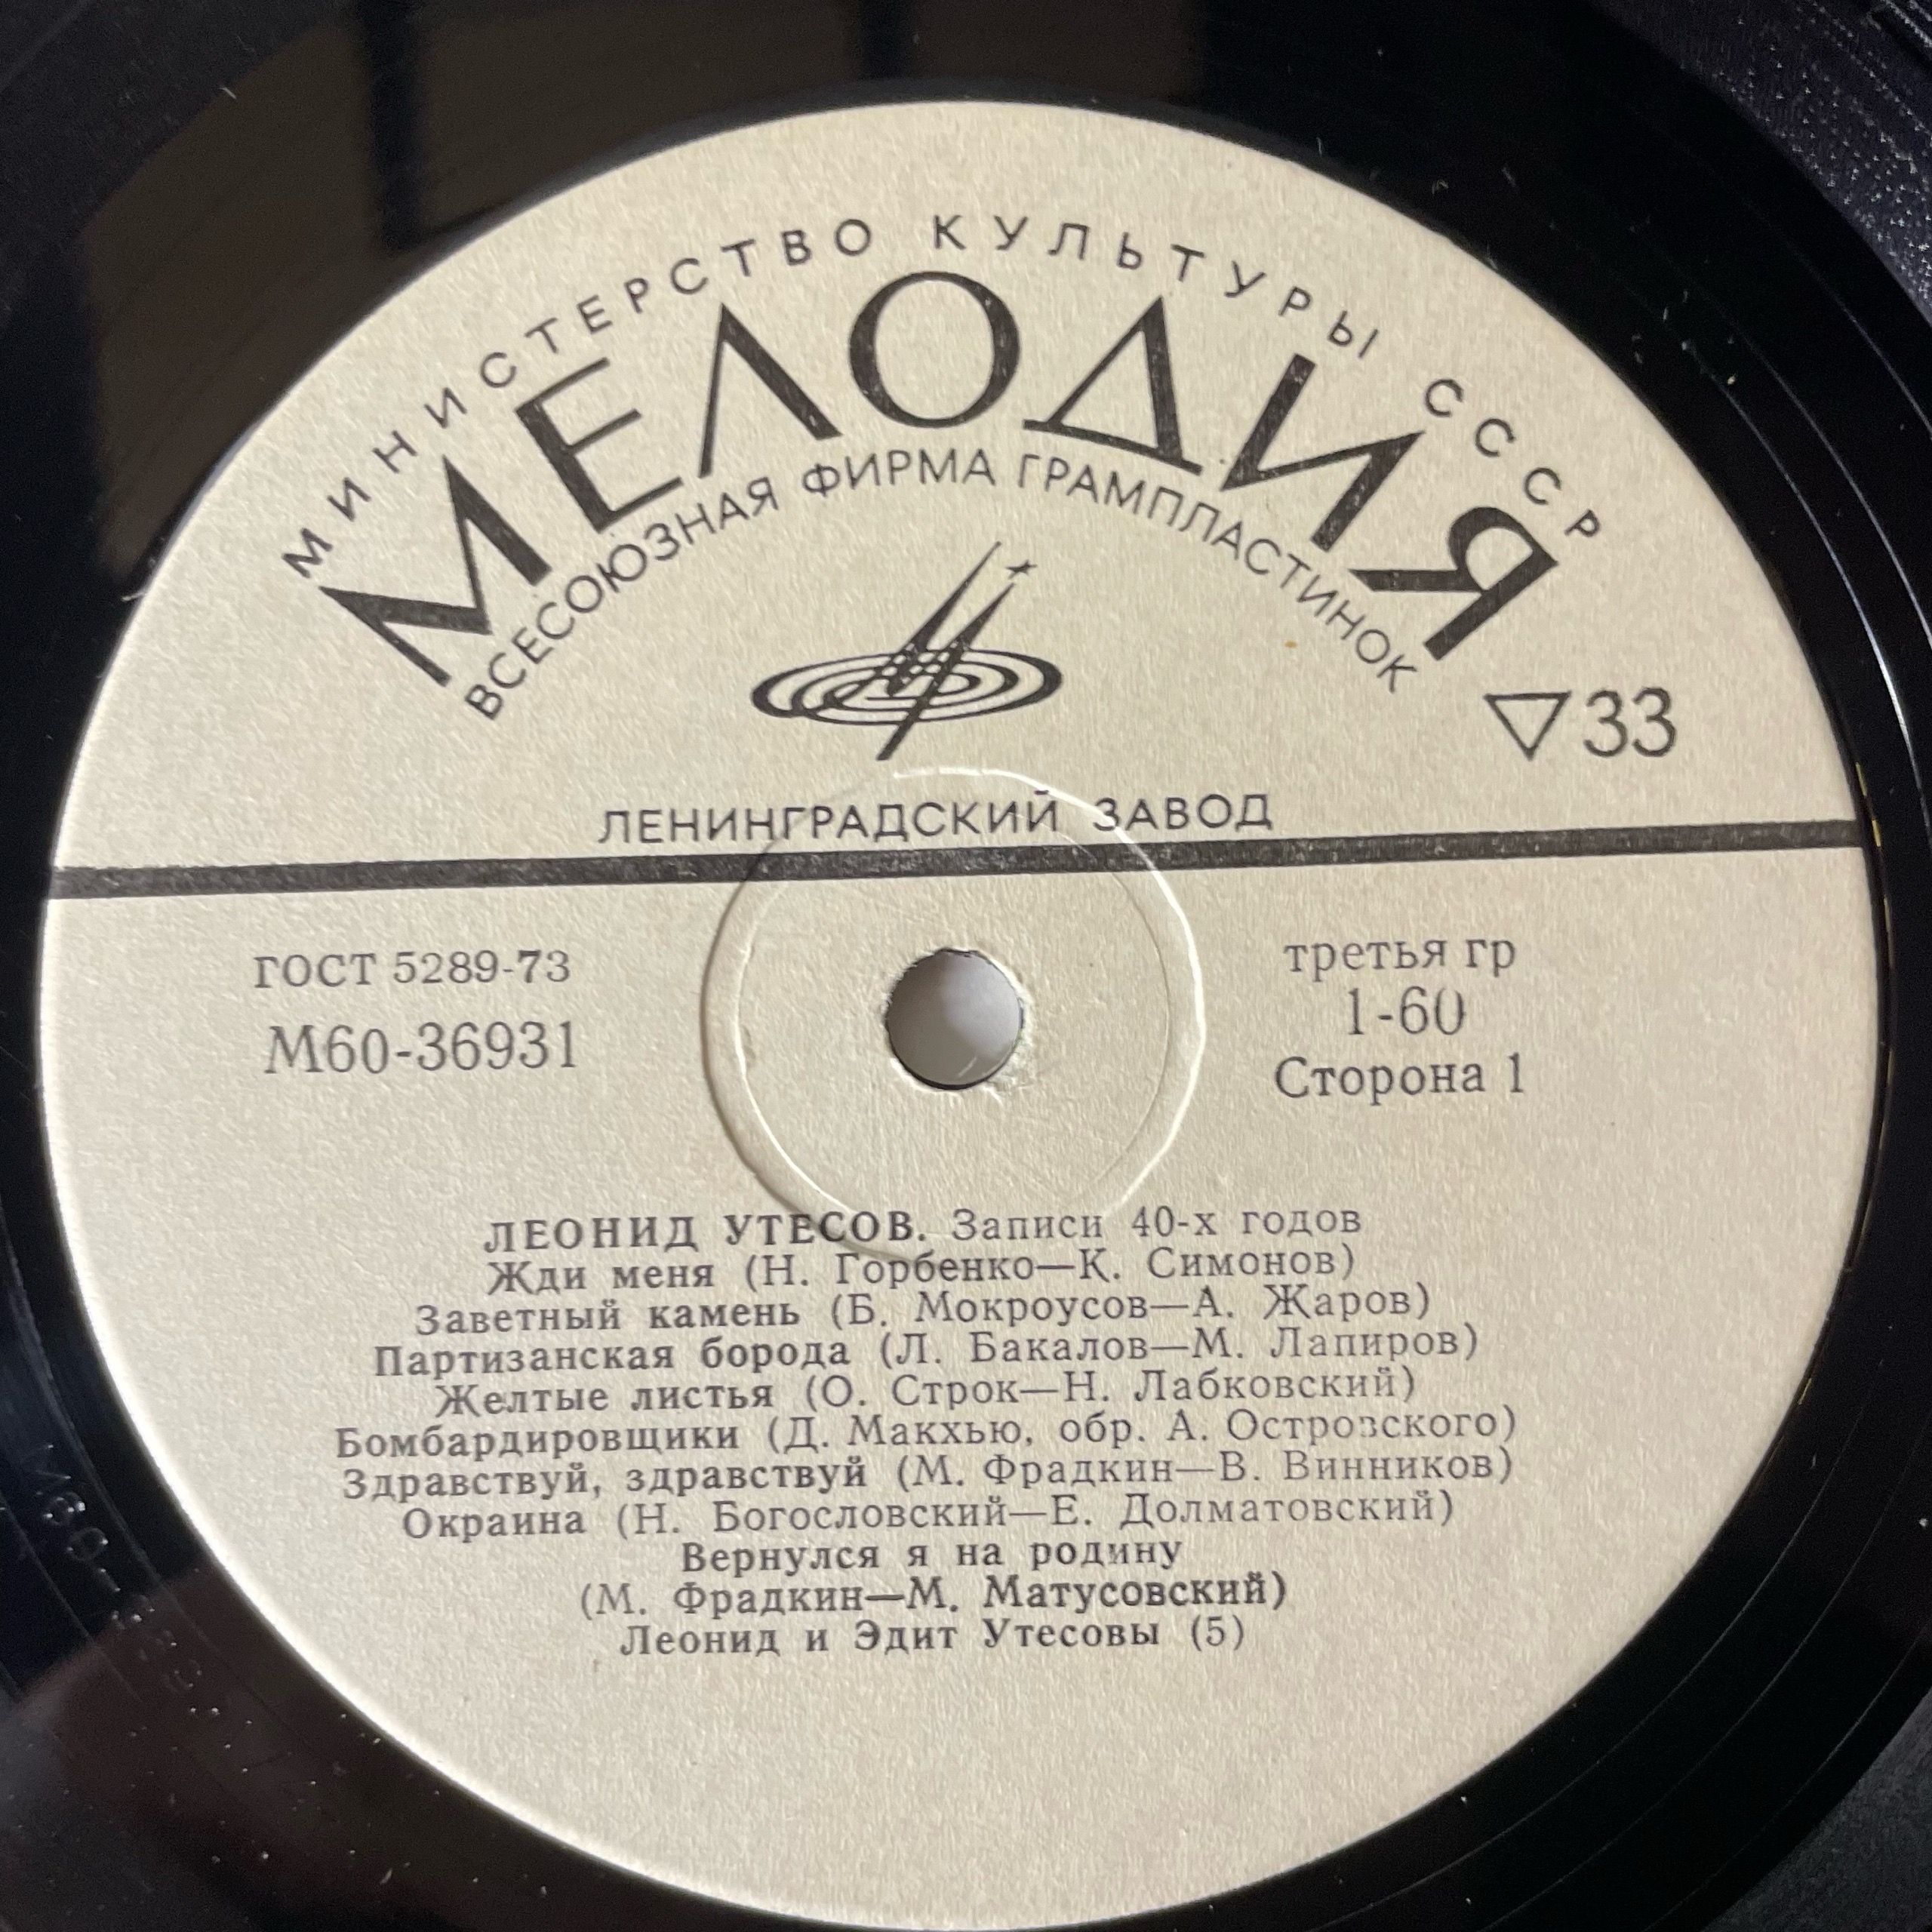 МИНИСТЕРСТВО КУЛЬТУРЫ СССР
МЕЛОДИЯ
ВСЕСОЮЗНАЯ ФИРМА ГРАМПЛАСТИНОК
33
ЛЕНИНГРАДСКИЙ ЗАВОД
ГОСТ 5289-73
М60-36931
третья гр
1-60
Сторона 1
ЛЕОНИД УТЕСОВ. Записи 40-х годов
Жди меня (Н. Горбенко—К. Симонов)
Заветный камень (Б. Мокроусов—А. Жаров)
Партизанская борода (Л. Бакалов—М. Лапиров)
Желтые листья (О. Строк—Н. Лабковский)
Бомбардировщики (Д. Макхью, обр. А. Островского)
Здравствуй, здравствуй (М. Фрадкин—В. Винников)
Окраина (Н. Богословский—Е. Долматовский)
Вернулся я на родину
(М. Фрадкин—М. Матусовский)
Леонид и Эдит Утесовы (5)